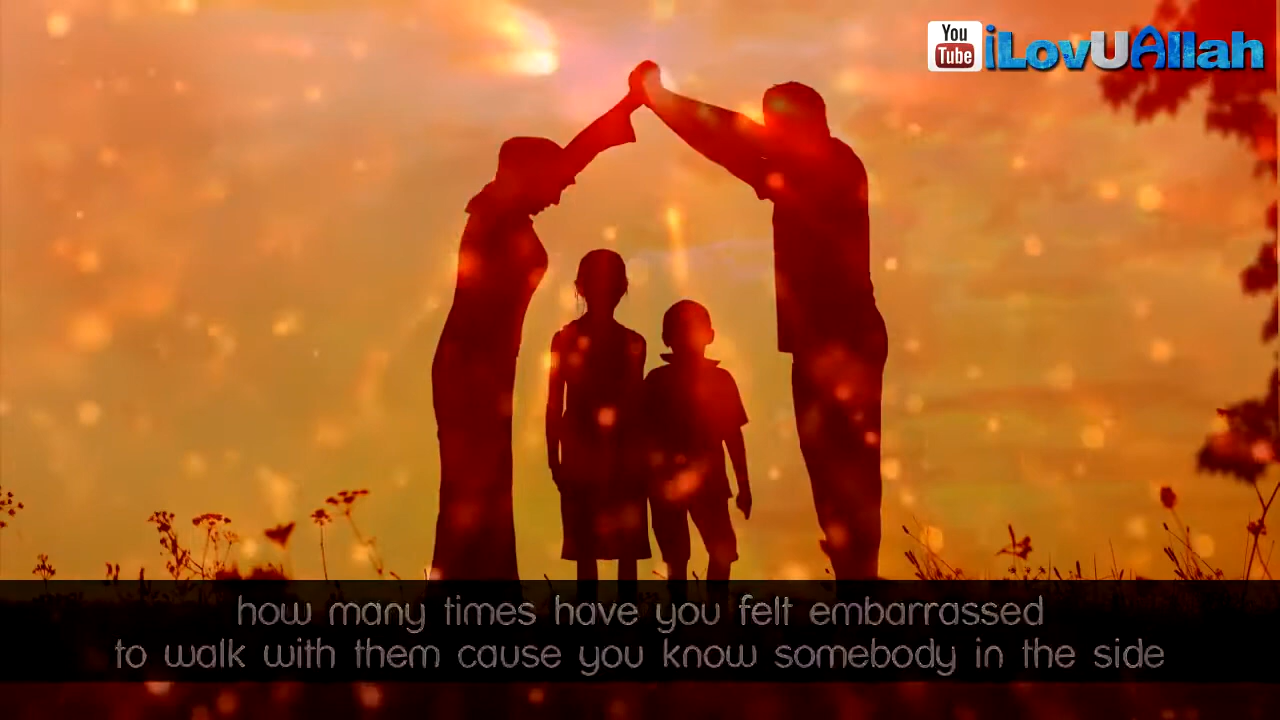 You
Tube
iLovUAllah
how many times have you felt embarrassed
to walk with them cause you know somebody in the side